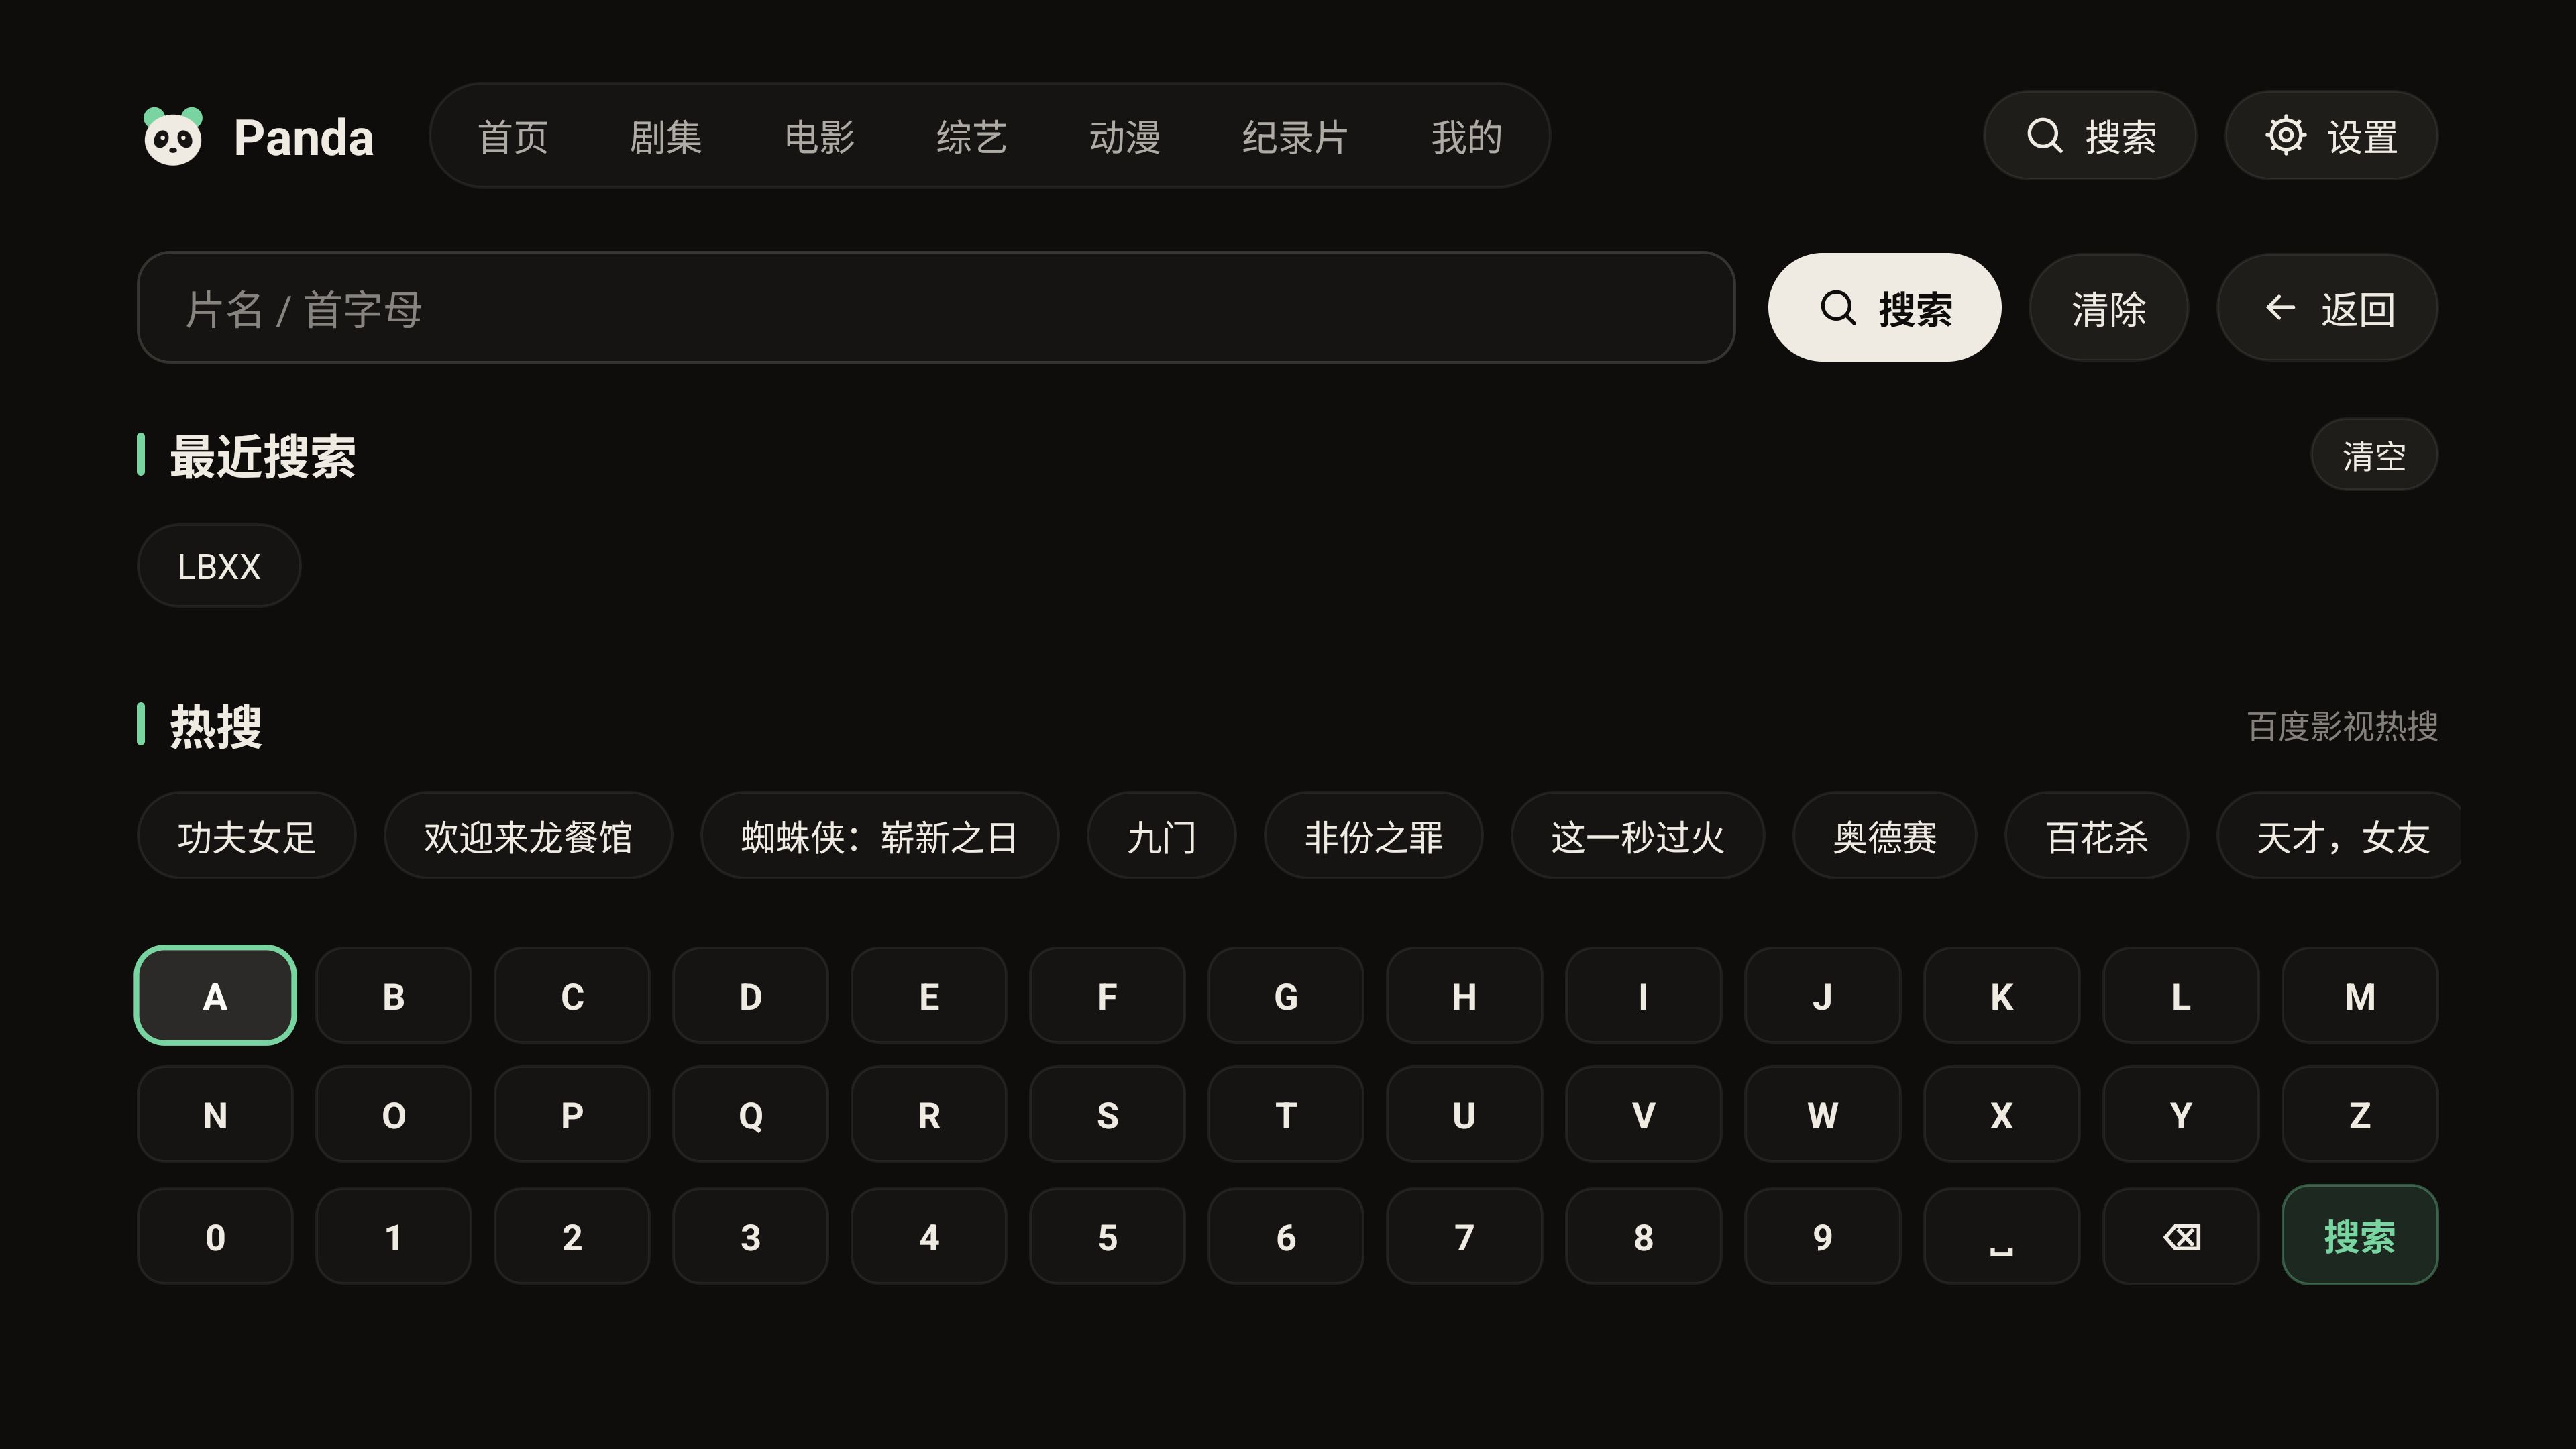 Panda 首页 剧集 电影 综艺 动漫 纪录片 我的 搜索 设置
片名 / 首字母 搜索 清除 返回
最近搜索 清空
LBXX
热搜 百度影视热搜
功夫女足 欢迎来龙餐馆 蜘蛛侠：崭新之日 九门 非份之罪 这一秒过火 奥德赛 百花杀 天才，女友
A B C D E F G H I J K L M
N O P Q R S T U V W X Y Z
0 1 2 3 4 5 6 7 8 9 ␣ ⌫ 搜索